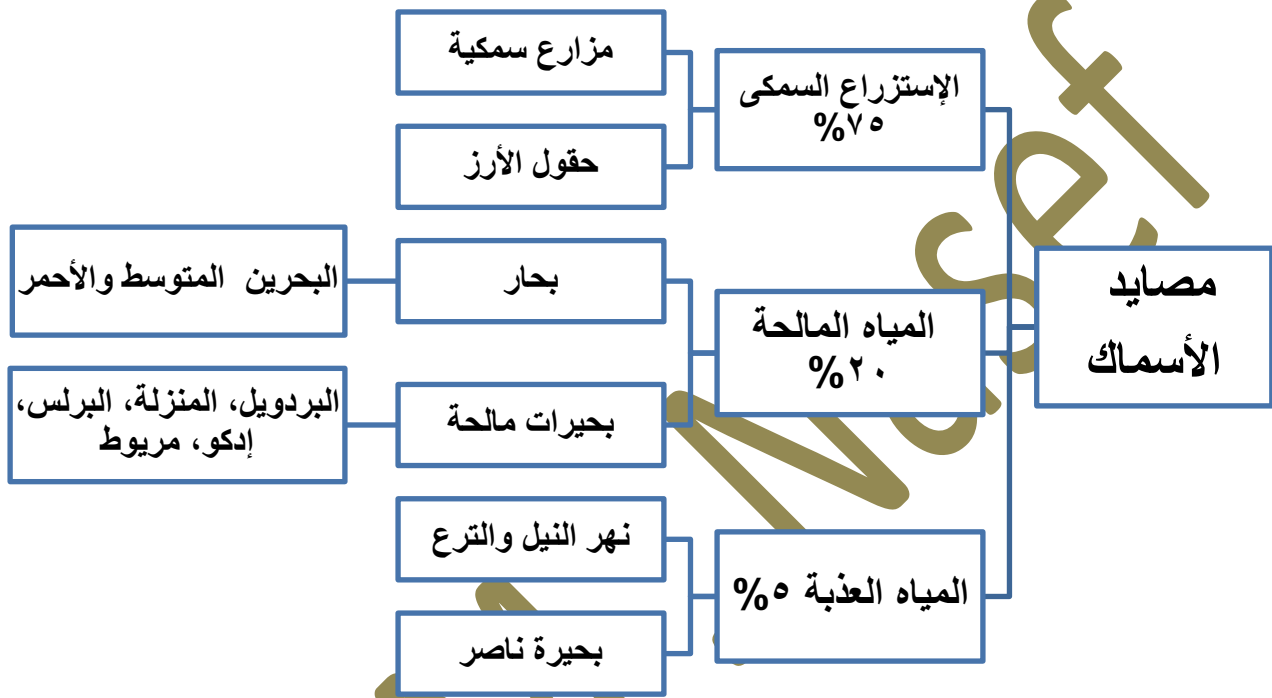 مصايد
الأسماك
الإستزراع السمكى
%٧٥
مزارع سمكية
حقول الأرز
المياه المالحة
%٢٠
بحار
البحرين المتوسط والأحمر
بحيرات مالحة
البردويل، المنزلة، البرلس،
إدكو، مريوط
المياه العذبة ٥%
نهر النيل والترع
بحيرة ناصر